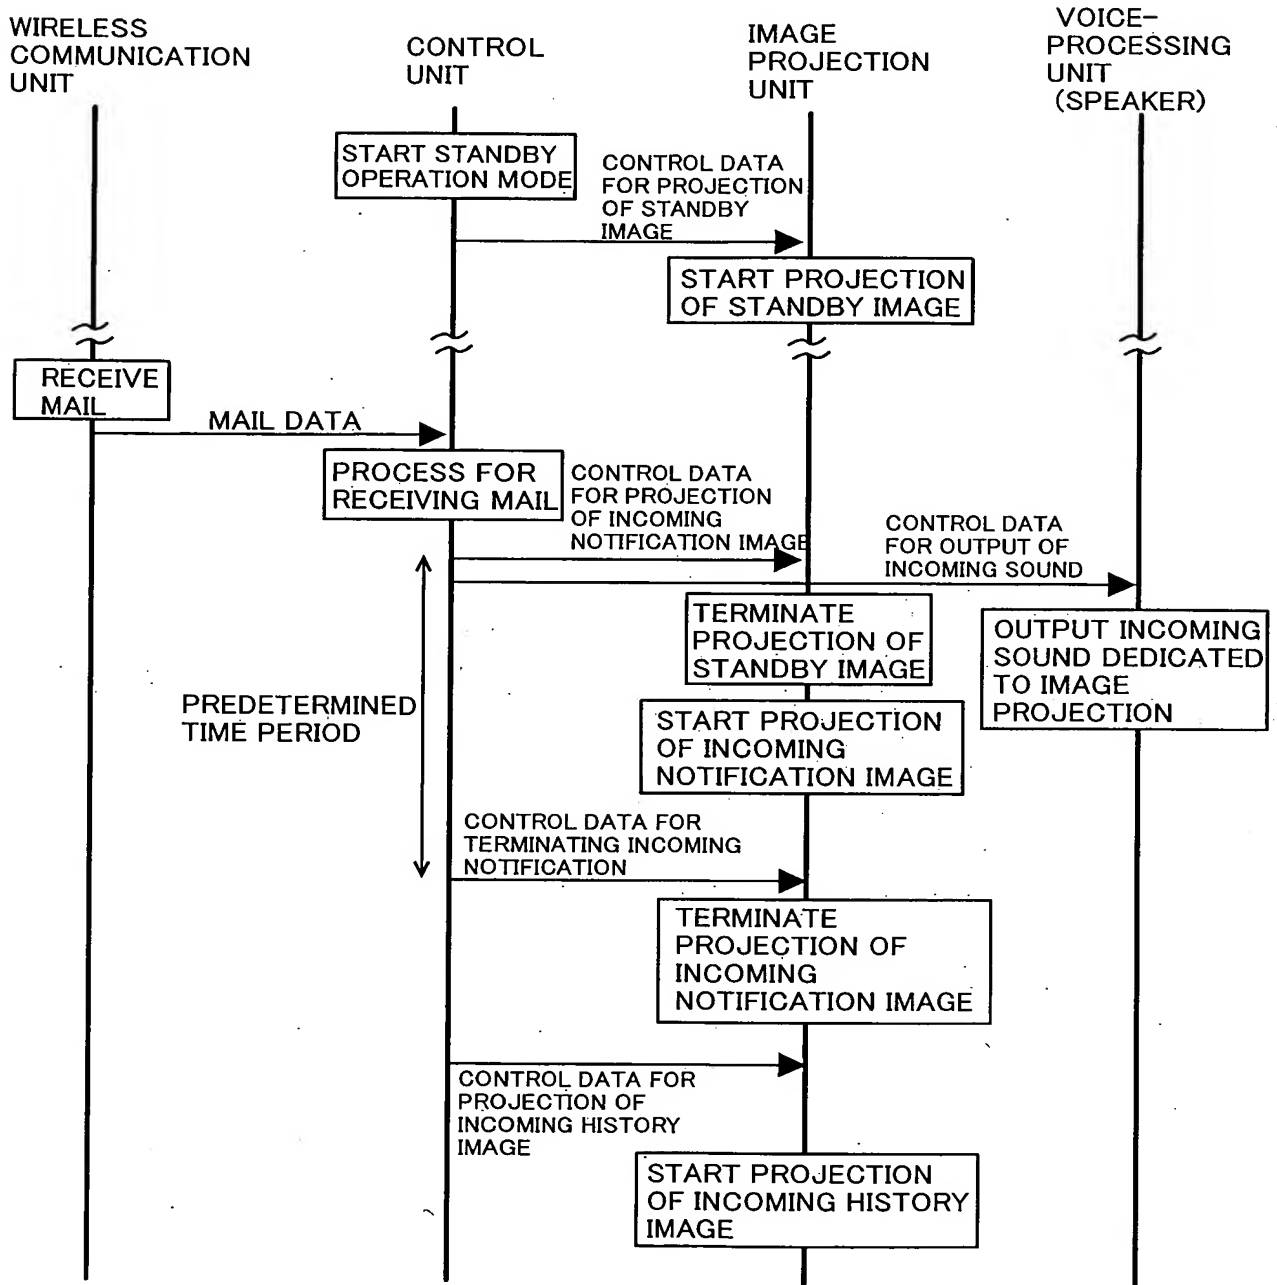 WIRELESS
COMMUNICATION
UNIT
CONTROL
UNIT
IMAGE
PROJECTION
UNIT
VOICE-
PROCESSING
UNIT
(SPEAKER)
START STANDBY
OPERATION MODE
CONTROL DATA
FOR PROJECTION
OF STANDBY
IMAGE
START PROJECTION
OF STANDBY IMAGE
RECEIVE
MAIL
MAIL DATA
PROCESS FOR
RECEIVING MAIL
CONTROL DATA
FOR PROJECTION
OF INCOMING
NOTIFICATION IMAGE
CONTROL DATA
FOR OUTPUT OF
INCOMING SOUND
TERMINATE
PROJECTION OF
STANDBY IMAGE
OUTPUT INCOMING
SOUND DEDICATED
TO IMAGE
PROJECTION
PREDETERMINED
TIME PERIOD
START PROJECTION
OF INCOMING
NOTIFICATION IMAGE
CONTROL DATA FOR
TERMINATING INCOMING
NOTIFICATION
TERMINATE
PROJECTION OF
INCOMING
NOTIFICATION IMAGE
CONTROL DATA FOR
PROJECTION OF
INCOMING HISTORY
IMAGE
START PROJECTION
OF INCOMING HISTORY
IMAGE